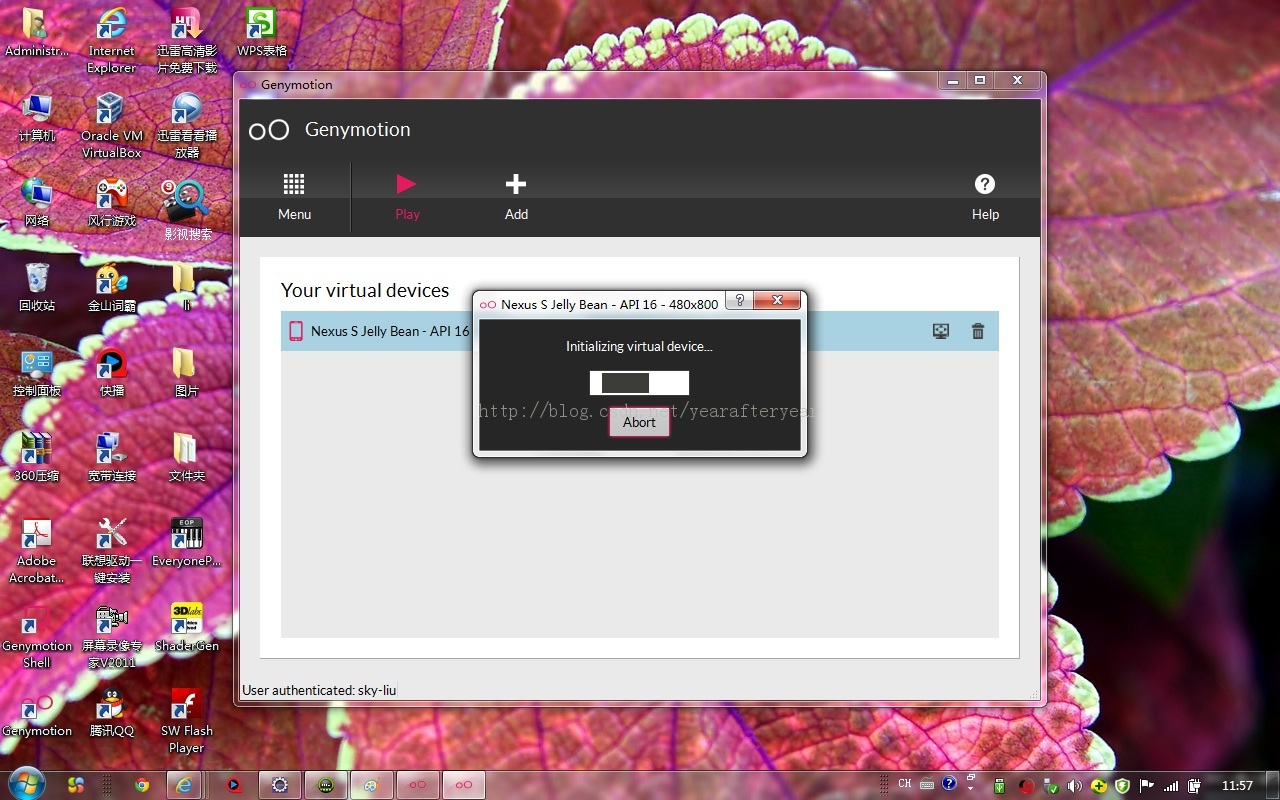 Administr...
Internet
Explorer
迅雷高清影
片免费下载
WPS表格
计算机
Oracle VM
VirtualBox
迅雷看看播
放器
网络
风行游戏
影视搜索
回收站
金山词霸
li
控制面板
快播
图片
360压缩
宽带连接
文件夹
Adobe
Acrobat...
联想驱动一
键安装
EOP
EveryoneP...
Genymotion
Shell
屏幕录像专
家V2011
3Dlabs
ShaderGen
Genymotion
腾讯QQ
SW Flash
Player
Genymotion
Genymotion
Menu
Play
Add
Help
Your virtual devices
Nexus S Jelly Bean - API 16
Nexus S Jelly Bean - API 16 - 480x800
Initializing virtual device...
Abort
User authenticated: sky-liu
CH
11:57